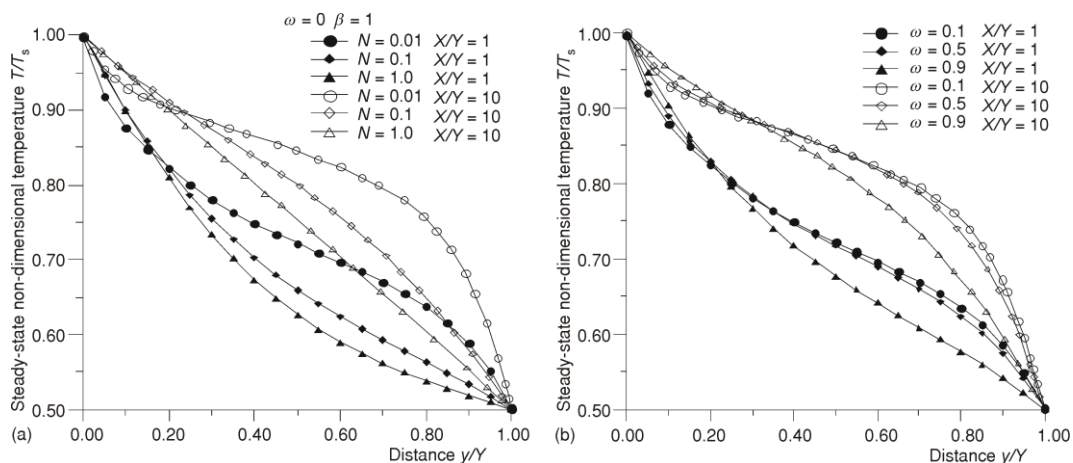 ω = 0 β = 1
N = 0.01 X/Y = 1
N = 0.1 X/Y = 1
N = 1.0 X/Y = 1
N = 0.01 X/Y = 10
N = 0.1 X/Y = 10
N = 1.0 X/Y = 10
Steady-state non-dimensional temperature T/Ts
1.00
0.90
0.80
0.70
0.60
0.50
(a)
0.00 0.20 0.40 0.60 0.80 1.00
Distance y/Y
ω = 0.1 X/Y = 1
ω = 0.5 X/Y = 1
ω = 0.9 X/Y = 1
ω = 0.1 X/Y = 10
ω = 0.5 X/Y = 10
ω = 0.9 X/Y = 10
Steady-state non-dimensional temperature T/Ts
1.00
0.90
0.80
0.70
0.60
0.50
(b)
0.00 0.20 0.40 0.60 0.80 1.00
Distance y/Y